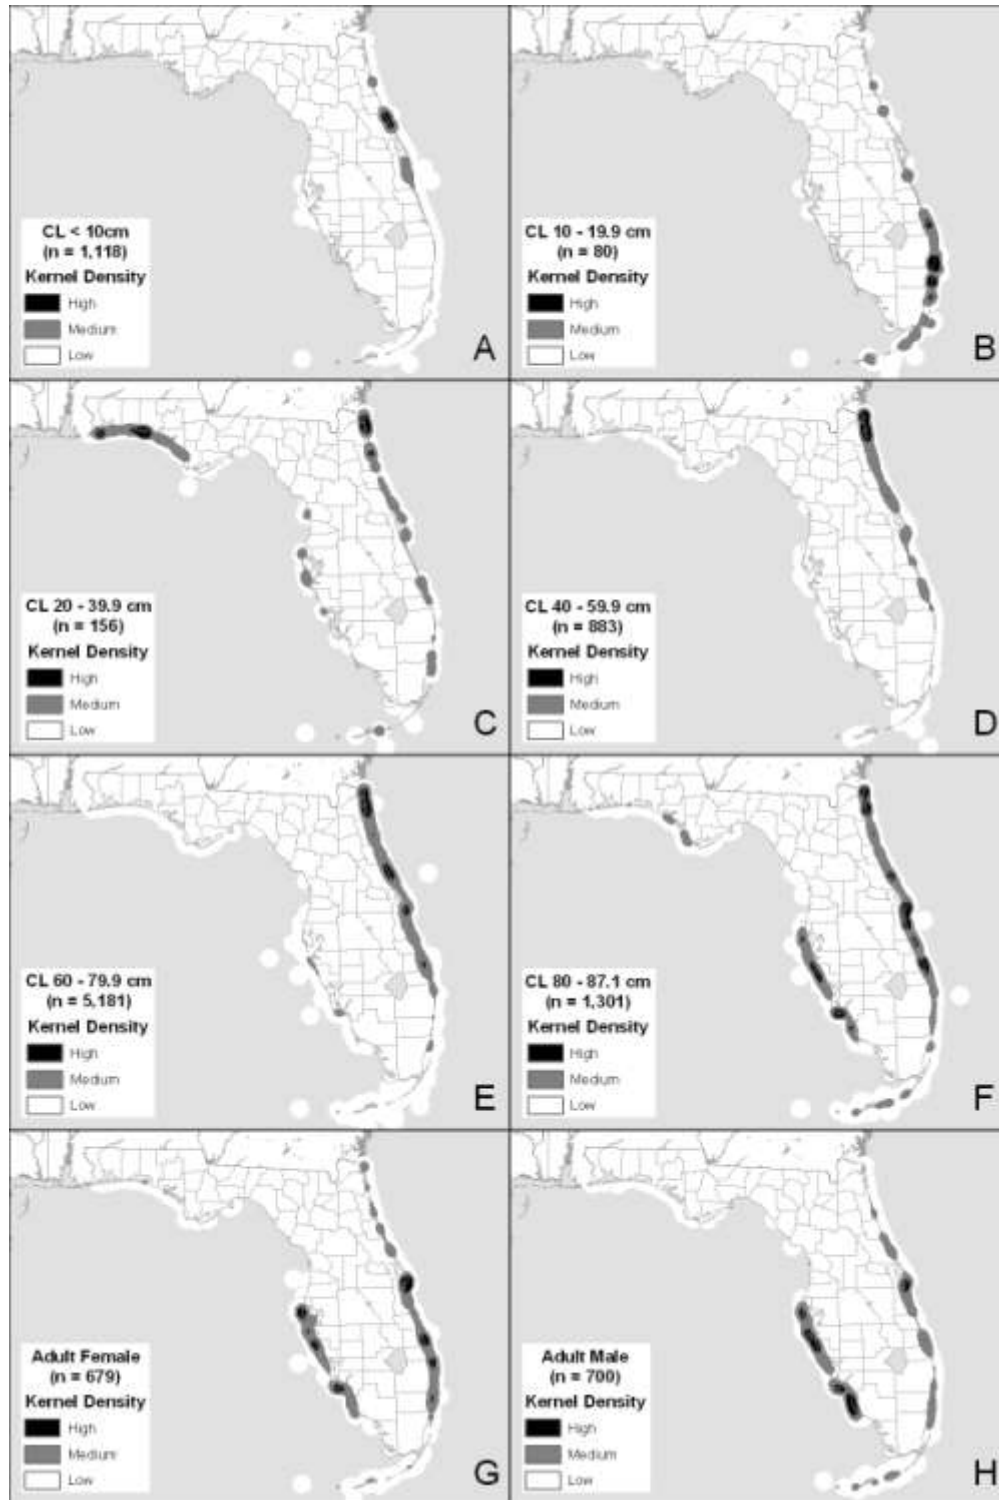 CL < 10cm
(n = 1,118)
Kernel Density
High
Medium
Low
A
CL 10 - 19.9 cm
(n = 80)
Kernel Density
High
Medium
Low
B
CL 20 - 39.9 cm
(n = 156)
Kernel Density
High
Medium
Low
C
CL 40 - 59.9 cm
(n = 883)
Kernel Density
High
Medium
Low
D
CL 60 - 79.9 cm
(n = 5,181)
Kernel Density
High
Medium
Low
E
CL 80 - 87.1 cm
(n = 1,301)
Kernel Density
High
Medium
Low
F
Adult Female
(n = 679)
Kernel Density
High
Medium
Low
G
Adult Male
(n = 700)
Kernel Density
High
Medium
Low
H